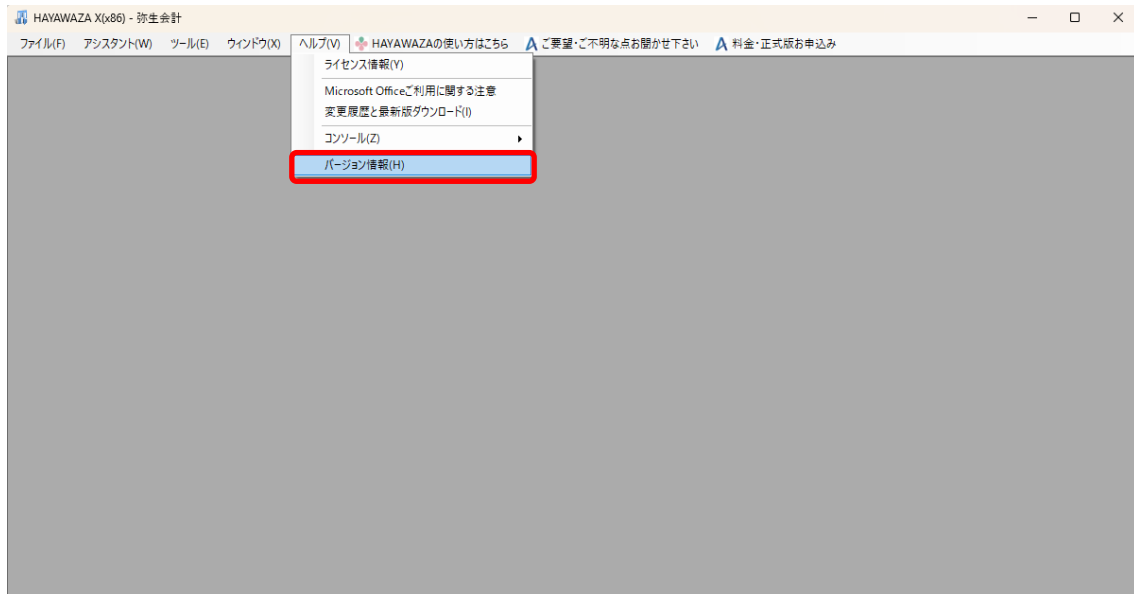 HAYAWAZA X(x86) - 弥生会計
ファイル(F) アシスタント(W) ツール(E) ウィンドウ(X) ヘルプ(V) HAYAWAZAの使い方はこちら ご要望・ご不明な点お聞かせ下さい 料金・正式版お申込み
ライセンス情報(Y)
Microsoft Officeご利用に関する注意
変更履歴と最新版ダウンロード(I)
コンソール(Z)
バージョン情報(H)